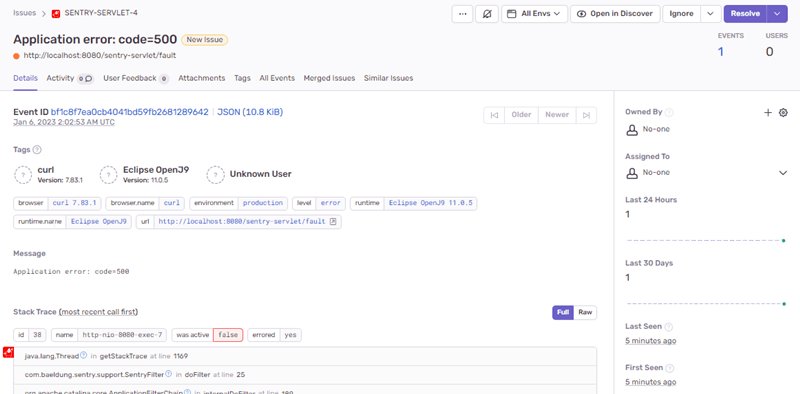 Issues > SENTRY-SERVLET-4
... All Envs Open in Discover Ignore Resolve
Application error: code=500 New Issue
EVENTS USERS
http://localhost:8080/sentry-servlet/fault
1 0
Details Activity 0 User Feedback 0 Attachments Tags All Events Merged Issues Similar Issues
Event ID bf1c8f7ea0cb4041bd59fb2681289642 JSON (10.8 KiB)
Jan 6, 2023 2:02:53 AM UTC
Older Newer
Tags ?
? curl
Version: 7.83.1
? Eclipse OpenJ9
Version: 11.0.5
? Unknown User
browser curl 7.83.1 browser.name curl environment production level error runtime Eclipse OpenJ9 11.0.5
runtime.name Eclipse OpenJ9 url http://localhost:8080/sentry-servlet/fault
Message
Application error: code=500
Stack Trace (most recent call first)
Full Raw
id 38 name http-nio-8080-exec-7 was active false errored yes
java.lang.Thread ? in getStackTrace at line 1169
com.baeldung.sentry.support.SentryFilter ? in doFilter at line 25
org.apache.catalina.core.ApplicationFilterChain in internalDoFilter at line 189
Owned By ?
No-one
Assigned To
No-one
Last 24 Hours
1
Last 30 Days
1
Last Seen ?
5 minutes ago
First Seen ?
5 minutes ago